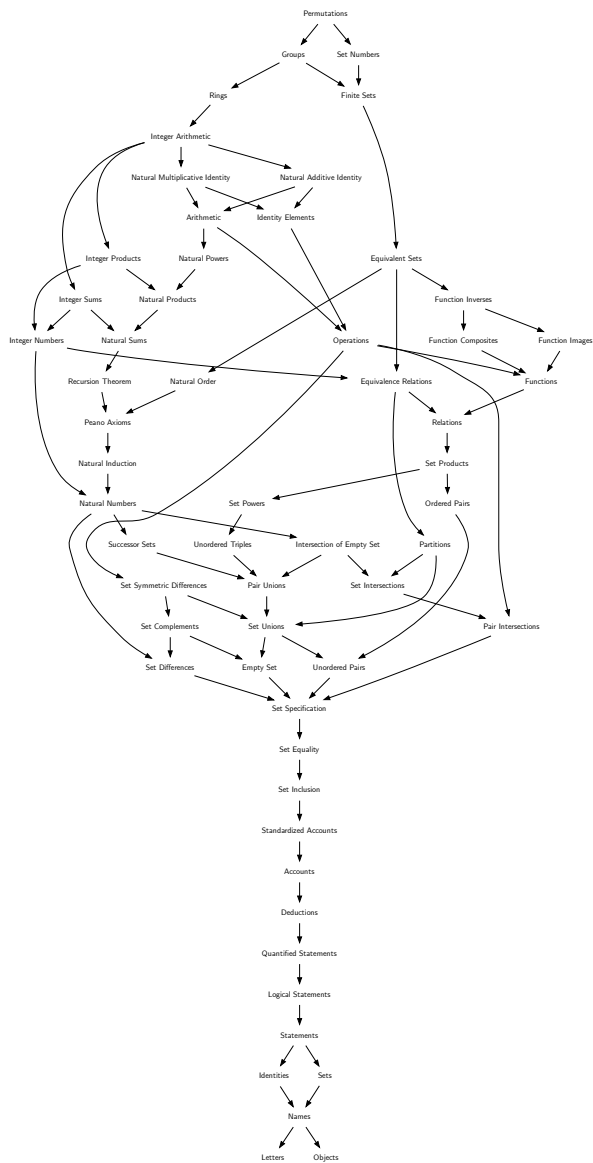 Permutations
Groups Set Numbers
Rings Finite Sets
Integer Arithmetic
Natural Multiplicative Identity Natural Additive Identity
Arithmetic Identity Elements
Integer Products Natural Powers Equivalent Sets
Integer Sums Natural Products Function Inverses
Integer Numbers Natural Sums Operations Function Composites Function Images
Recursion Theorem Natural Order Equivalence Relations Functions
Peano Axioms Relations
Natural Induction Set Products
Natural Numbers Set Powers Ordered Pairs
Successor Sets Unordered Triples Intersection of Empty Set Partitions
Set Symmetric Differences Pair Unions Set Intersections
Set Complements Set Unions Pair Intersections
Set Differences Empty Set Unordered Pairs
Set Specification
Set Equality
Set Inclusion
Standardized Accounts
Accounts
Deductions
Quantified Statements
Logical Statements
Statements
Identities Sets
Names
Letters Objects